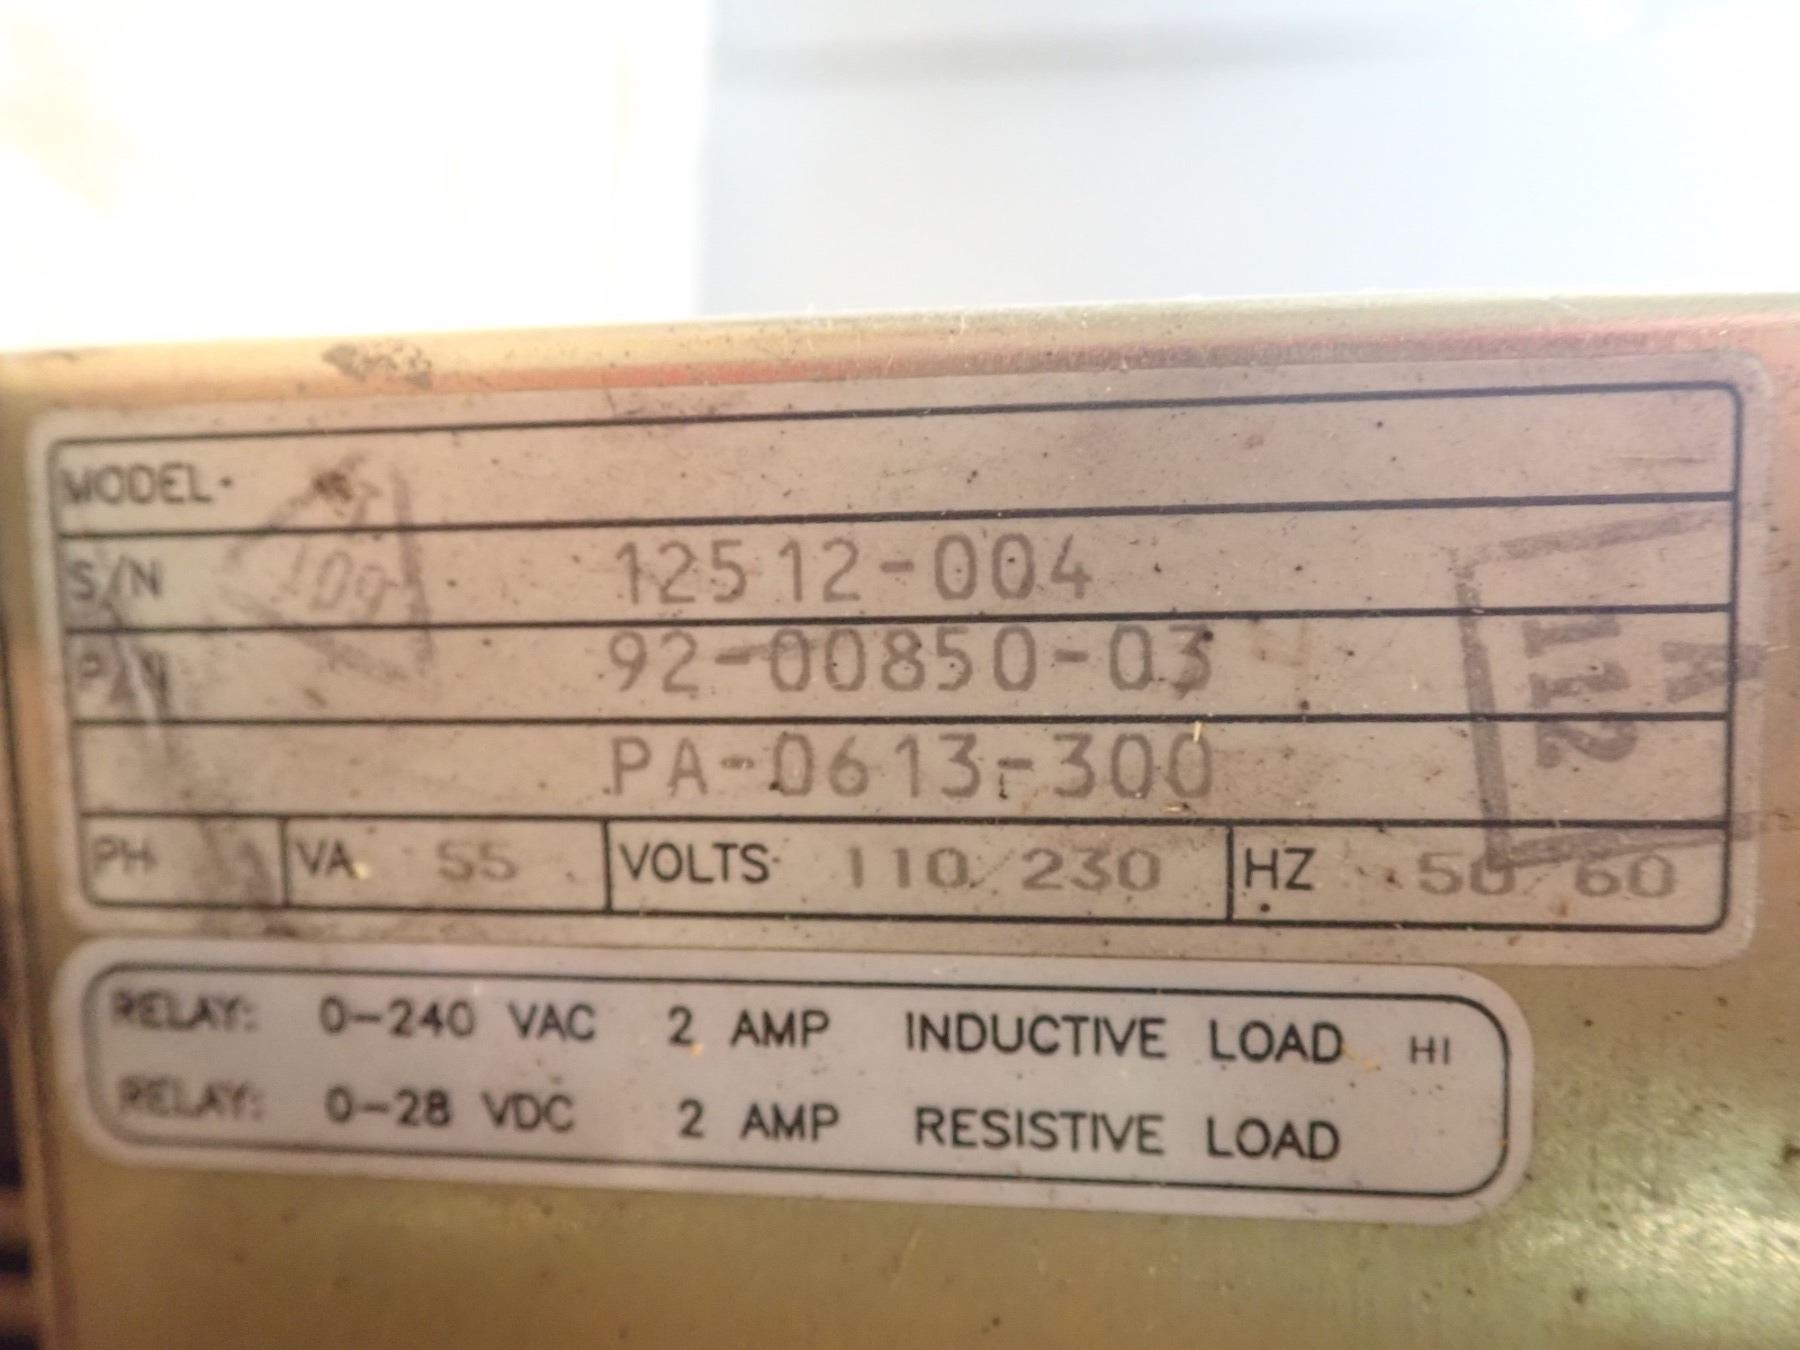 MODEL-
S/N 12512-004
P/N 92-00850-03
PA-0613-300
PH VA 55 VOLTS 110/230 HZ 50/60
A
112
RELAY: 0-240 VAC 2 AMP INDUCTIVE LOAD HI
RELAY: 0-28 VDC 2 AMP RESISTIVE LOAD